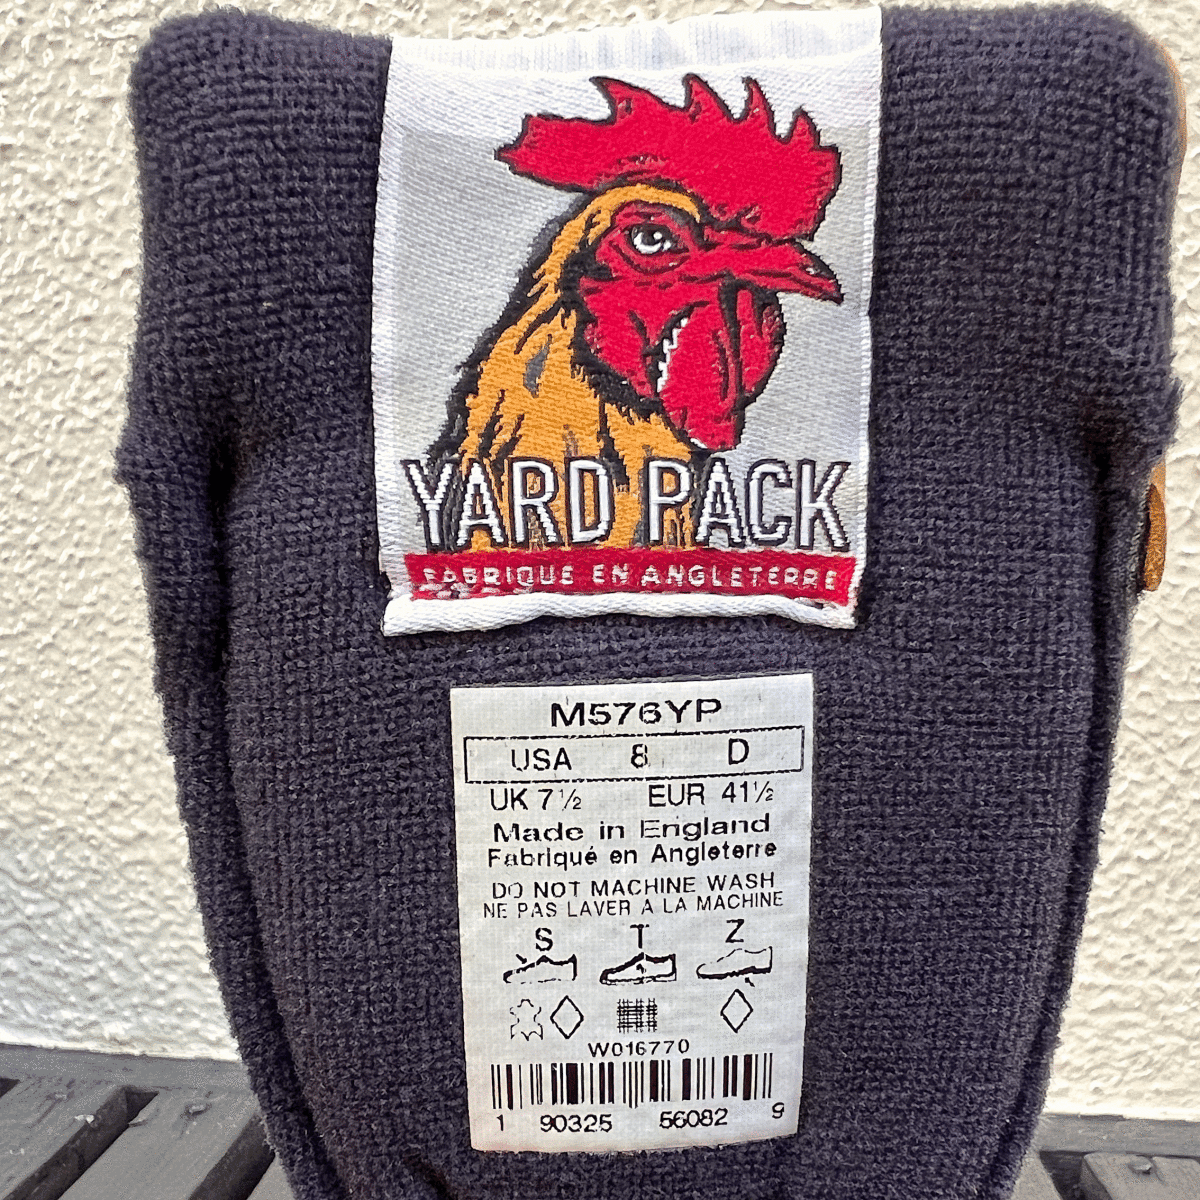 YARD PACK
FABRIQUE EN ANGLETERRE
M576YP
USA 8 D
UK 7½ EUR 41½
Made in England
Fabriqué en Angleterre
DO NOT MACHINE WASH
NE PAS LAVER A LA MACHINE
S T Z
W016770
1 90325 56082 9